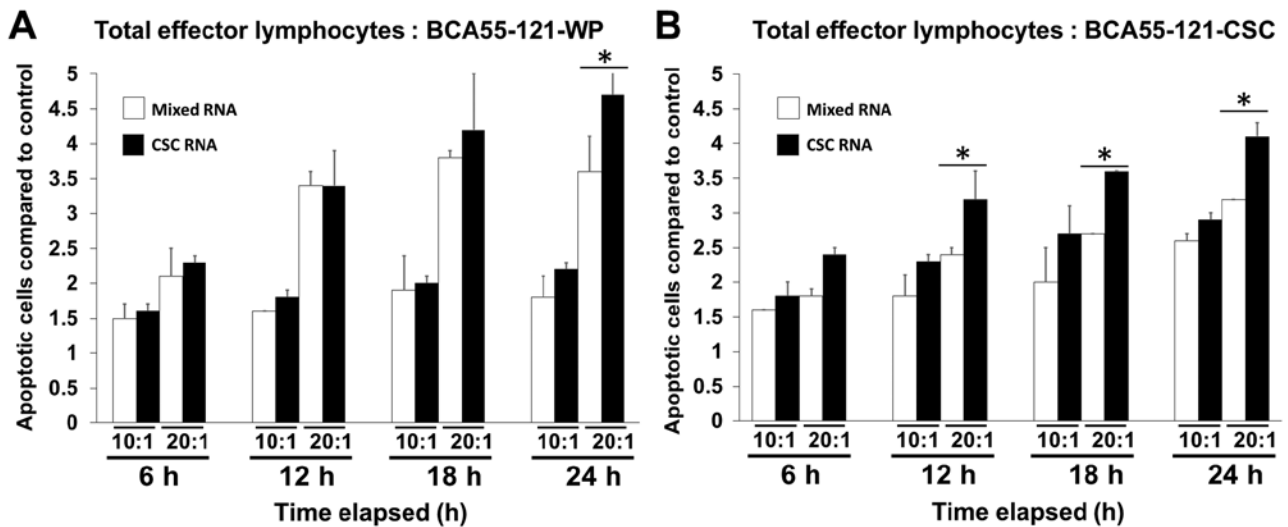 A Total effector lymphocytes : BCA55-121-WP
Apoptotic cells compared to control
5
4.5
4
3.5
3
2.5
2
1.5
1
0.5
0
Mixed RNA
CSC RNA
*
10:1 20:1 10:1 20:1 10:1 20:1 10:1 20:1
6 h 12 h 18 h 24 h
Time elapsed (h)
B Total effector lymphocytes : BCA55-121-CSC
Apoptotic cells compared to control
5
4.5
4
3.5
3
2.5
2
1.5
1
0.5
0
Mixed RNA
CSC RNA
* * *
10:1 20:1 10:1 20:1 10:1 20:1 10:1 20:1
6 h 12 h 18 h 24 h
Time elapsed (h)